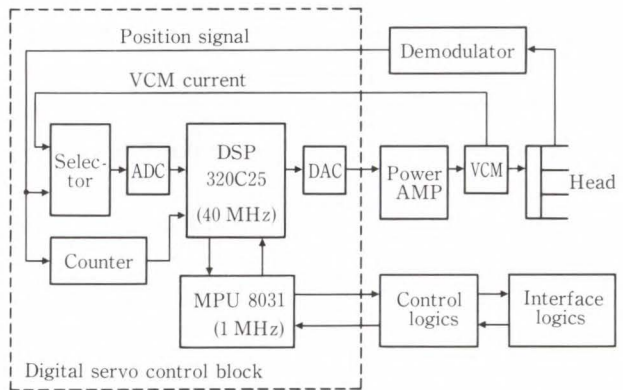 Position signal
Demodulator
VCM current
Selec-
tor
ADC
DSP
320C25
(40 MHz)
DAC
Power
AMP
VCM
Head
Counter
MPU 8031
(1 MHz)
Control
logics
Interface
logics
Digital servo control block